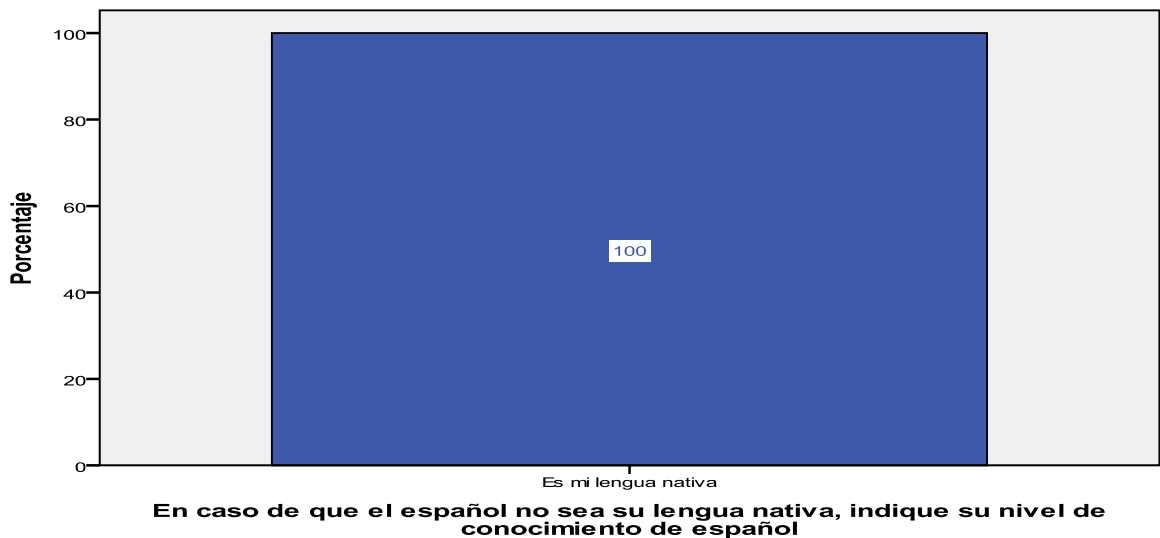 100
80
60
40
20
0
Porcentaje
100
Es mi lengua nativa
En caso de que el español no sea su lengua nativa, indique su nivel de
conocimiento de español